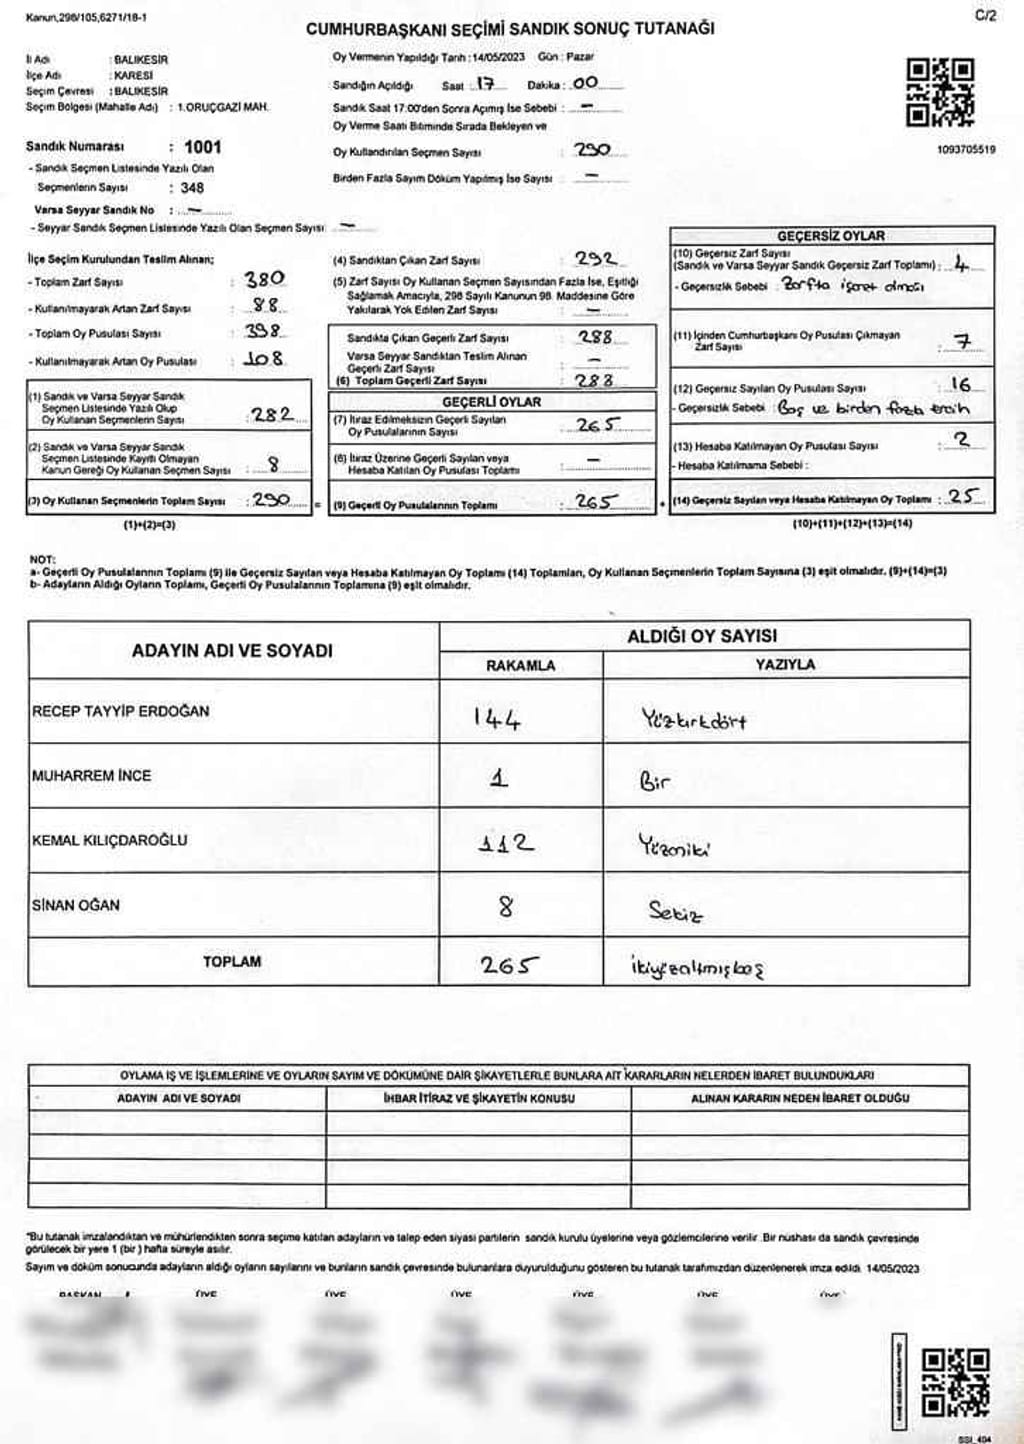 Kanun,298/105,6271/18-1
C/2
CUMHURBAŞKANI SEÇİMİ SANDIK SONUÇ TUTANAĞI
İl Adı : BALIKESİR
İlçe Adı : KARESİ
Seçim Çevresi : BALIKESİR
Seçim Bölgesi (Mahalle Adı) : 1.ORUÇGAZİ MAH.
Sandık Numarası : 1001
- Sandık Seçmen Listesinde Yazılı Olan
Seçmenlerin Sayısı : 348
Varsa Seyyar Sandık No : —
- Seyyar Sandık Seçmen Listesinde Yazılı Olan Seçmen Sayısı —
Oy Vermenin Yapıldığı Tarih : 14/05/2023 Gün : Pazar
Sandığın Açıldığı Saat : 17 Dakika : 00
Sandık Saat 17:00'den Sonra Açılmış İse Sebebi : —
Oy Verme Saati Bitiminde Sırada Bekleyen ve
Oy Kullandırılan Seçmen Sayısı : 290
Birden Fazla Sayım Döküm Yapılmış İse Sayısı : —
1093705519
İlçe Seçim Kurulundan Teslim Alınan;
- Toplam Zarf Sayısı : 380
- Kullanılmayarak Artan Zarf Sayısı : 88
- Toplam Oy Pusulası Sayısı : 398
- Kullanılmayarak Artan Oy Pusulası : 108
(1) Sandık ve Varsa Seyyar Sandık
Seçmen Listesinde Yazılı Olup
Oy Kullanan Seçmenlerin Sayısı : 282
(2) Sandık ve Varsa Seyyar Sandık
Seçmen Listesinde Kayıtlı Olmayan
Kanun Gereği Oy Kullanan Seçmen Sayısı : 8
(3) Oy Kullanan Seçmenlerin Toplam Sayısı : 290 =
(1)+(2)=(3)
(4) Sandıktan Çıkan Zarf Sayısı : 292
(5) Zarf Sayısı Oy Kullanan Seçmen Sayısından Fazla İse, Eşitliği
Sağlamak Amacıyla, 298 Sayılı Kanunun 98. Maddesine Göre
Yakılarak Yok Edilen Zarf Sayısı : —
Sandıkta Çıkan Geçerli Zarf Sayısı : 288
Varsa Seyyar Sandıktan Teslim Alınan
Geçerli Zarf Sayısı : —
(6) Toplam Geçerli Zarf Sayısı : 288
GEÇERLİ OYLAR
(7) İtiraz Edilmeksizin Geçerli Sayılan
Oy Pusulalarının Sayısı : 265
(8) İtiraz Üzerine Geçerli Sayılan veya
Hesaba Katılan Oy Pusulası Toplamı : —
(9) Geçerli Oy Pusulalarının Toplamı : 265 +
GEÇERSİZ OYLAR
(10) Geçersiz Zarf Sayısı
(Sandık ve Varsa Seyyar Sandık Geçersiz Zarf Toplamı) : 4
- Geçersizlik Sebebi : Zarfta işaret olması
(11) İçinden Cumhurbaşkanı Oy Pusulası Çıkmayan
Zarf Sayısı : 7
(12) Geçersiz Sayılan Oy Pusulası Sayısı : 16
- Geçersizlik Sebebi : Boş ve birden fazla tercih
(13) Hesaba Katılmayan Oy Pusulası Sayısı : 2
- Hesaba Katılmama Sebebi :
(14) Geçersiz Sayılan veya Hesaba Katılmayan Oy Toplamı : 25
(10)+(11)+(12)+(13)=(14)
NOT:
a- Geçerli Oy Pusulalarının Toplamı (9) ile Geçersiz Sayılan veya Hesaba Katılmayan Oy Toplamı (14) Toplamları, Oy Kullanan Seçmenlerin Toplam Sayısına (3) eşit olmalıdır. (9)+(14)=(3)
b- Adayların Aldığı Oyların Toplamı, Geçerli Oy Pusulalarının Toplamına (9) eşit olmalıdır.
ADAYIN ADI VE SOYADI
ALDIĞI OY SAYISI
RAKAMLA YAZIYLA
RECEP TAYYİP ERDOĞAN 144 Yüzkırkdört
MUHARREM İNCE 1 Bir
KEMAL KILIÇDAROĞLU 112 Yüzoniki
SİNAN OĞAN 8 Sekiz
TOPLAM 265 ikiyüzaltmışbeş
OYLAMA İŞ VE İŞLEMLERİNE VE OYLARIN SAYIM VE DÖKÜMÜNE DAİR ŞİKAYETLERLE BUNLARA AİT KARARLARIN NELERDEN İBARET BULUNDUKLARI
ADAYIN ADI VE SOYADI İHBAR İTİRAZ VE ŞİKAYETİN KONUSU ALINAN KARARIN NEDEN İBARET OLDUĞU
*Bu tutanak imzalandıktan ve mühürlendikten sonra seçime katılan adayların ve talep eden siyasi partilerin sandık kurulu üyelerine veya gözlemcilerine verilir. Bir nüshası da sandık çevresinde
görülecek bir yere 1 (bir) hafta süreyle asılır.
Sayım ve döküm sonucunda adayların aldığı oyların sayılarını ve bunların sandık çevresinde bulunanlara duyurulduğunu gösteren bu tutanak tarafımızdan düzenlenerek imza edildi. 14/05/2023
BAŞKAN ÜYE ÜYE ÜYE ÜYE ÜYE ÜYE
SSI_404